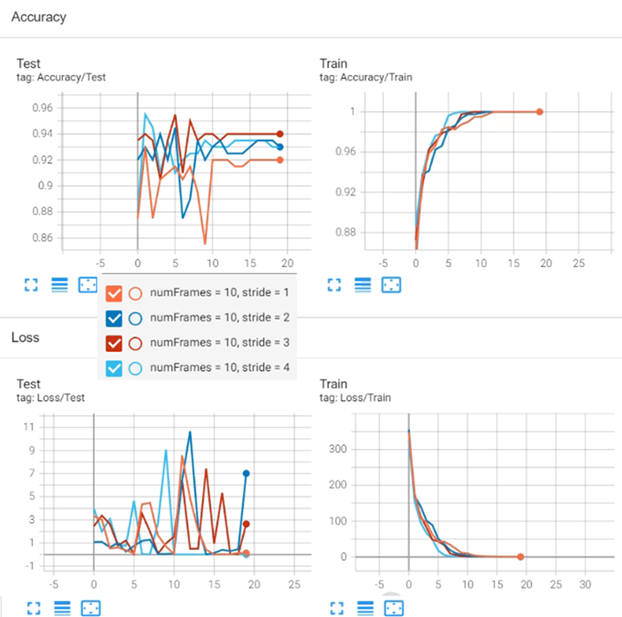 Accuracy
Test
tag: Accuracy/Test
0.96
0.94
0.92
0.9
0.88
0.86
-5 0 5 10 15 20
Train
tag: Accuracy/Train
1
0.96
0.92
0.88
-5 0 5 10 15 20 25
numFrames = 10, stride = 1
numFrames = 10, stride = 2
numFrames = 10, stride = 3
numFrames = 10, stride = 4
Loss
Test
tag: Loss/Test
11
9
7
5
3
1
-1
-5 0 5 10 15 20 25
Train
tag: Loss/Train
300
200
100
0
-5 0 5 10 15 20 25 30